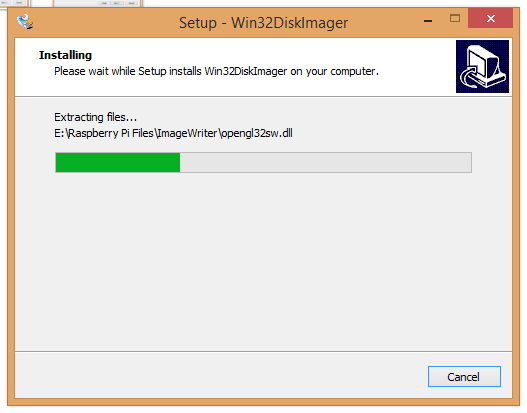 Setup - Win32DiskImager
Installing
Please wait while Setup installs Win32DiskImager on your computer.
Extracting files...
E:\Raspberry Pi Files\ImageWriter\opengl32sw.dll
Cancel